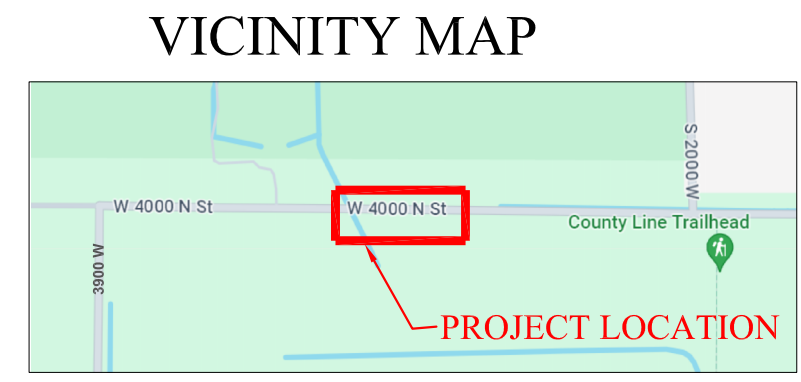 VICINITY MAP
S 2000 W
W 4000 N St
W 4000 N St
County Line Trailhead
3900 W
PROJECT LOCATION